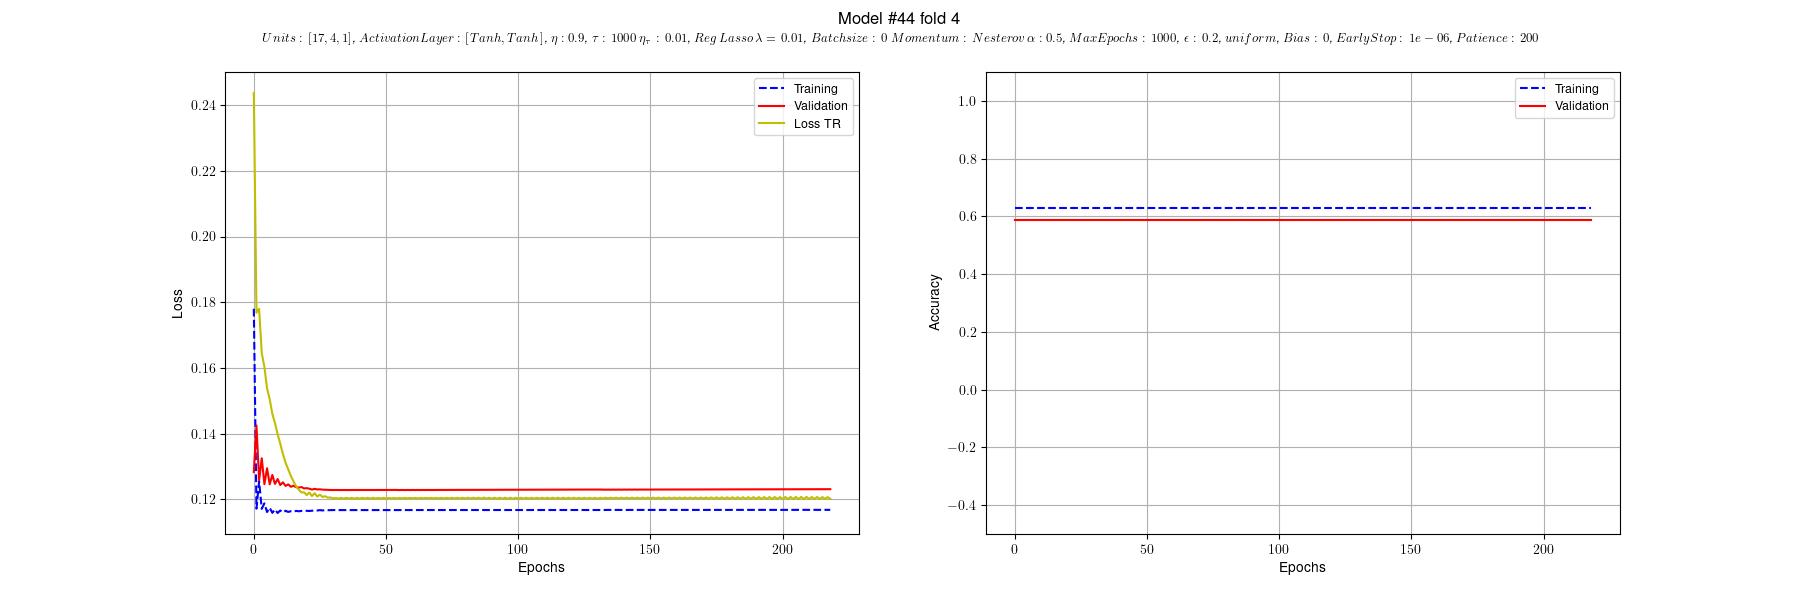 Model #44 fold 4
Units : [17, 4, 1], ActivationLayer : [Tanh, Tanh], η : 0.9, τ : 1000 η_τ : 0.01, Reg Lasso λ = 0.01, Batchsize : 0 Momentum : Nesterov α : 0.5, MaxEpochs : 1000, ϵ : 0.2, uniform, Bias : 0, EarlyStop : 1e − 06, Patience : 200
Training
Validation
Loss TR
0.24
0.22
0.20
0.18
0.16
0.14
0.12
Loss
0 50 100 150 200
Epochs
Training
Validation
1.0
0.8
0.6
0.4
0.2
0.0
−0.2
−0.4
Accuracy
0 50 100 150 200
Epochs